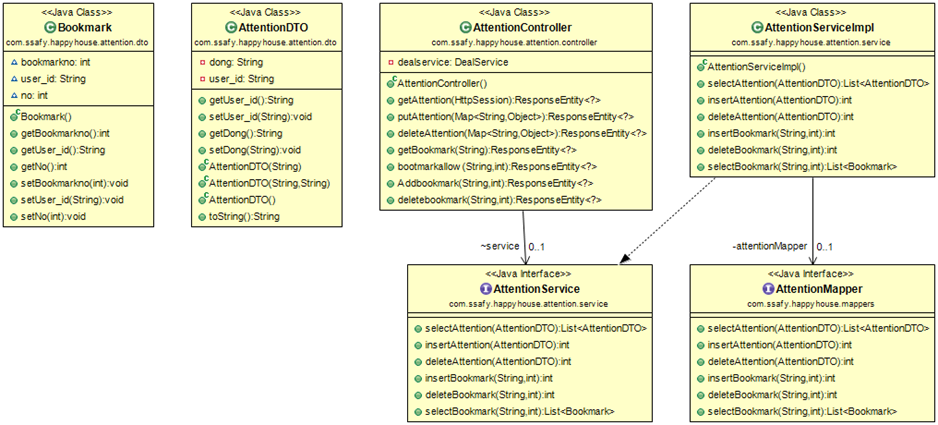 <<Java Class>>
Bookmark
com.ssafy.happyhouse.attention.dto
bookmarkno: int
user_id: String
no: int
Bookmark()
getBookmarkno():int
getUser_id():String
getNo():int
setBookmarkno(int):void
setUser_id(String):void
setNo(int):void
<<Java Class>>
AttentionDTO
com.ssafy.happyhouse.attention.dto
dong: String
user_id: String
getUser_id():String
setUser_id(String):void
getDong():String
setDong(String):void
AttentionDTO(String)
AttentionDTO(String,String)
AttentionDTO()
toString():String
<<Java Class>>
AttentionController
com.ssafy.happyhouse.attention.controller
dealservice: DealService
AttentionController()
getAttention(HttpSession):ResponseEntity<?>
putAttention(Map<String,Object>):ResponseEntity<?>
deleteAttention(Map<String,Object>):ResponseEntity<?>
getBookmark(String):ResponseEntity<?>
bootmarkallow(String,int):ResponseEntity<?>
Addbookmark(String,int):ResponseEntity<?>
deletebookmark(String,int):ResponseEntity<?>
<<Java Class>>
AttentionServiceImpl
com.ssafy.happyhouse.attention.service
AttentionServiceImpl()
selectAttention(AttentionDTO):List<AttentionDTO>
insertAttention(AttentionDTO):int
deleteAttention(AttentionDTO):int
insertBookmark(String,int):int
deleteBookmark(String,int):int
selectBookmark(String,int):List<Bookmark>
~service 0..1
-attentionMapper 0..1
<<Java Interface>>
AttentionService
com.ssafy.happyhouse.attention.service
selectAttention(AttentionDTO):List<AttentionDTO>
insertAttention(AttentionDTO):int
deleteAttention(AttentionDTO):int
insertBookmark(String,int):int
deleteBookmark(String,int):int
selectBookmark(String,int):List<Bookmark>
<<Java Interface>>
AttentionMapper
com.ssafy.happyhouse.mappers
selectAttention(AttentionDTO):List<AttentionDTO>
insertAttention(AttentionDTO):int
deleteAttention(AttentionDTO):int
insertBookmark(String,int):int
deleteBookmark(String,int):int
selectBookmark(String,int):List<Bookmark>